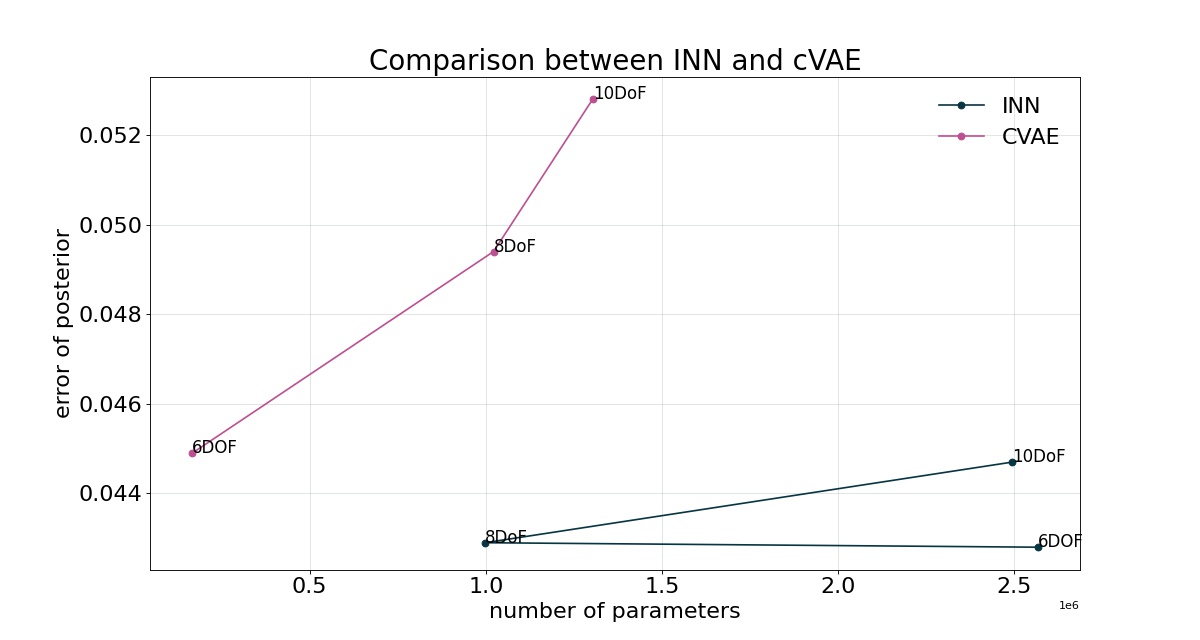 Comparison between INN and cVAE
10DoF
INN
CVAE
0.052
0.050
8DoF
error of posterior
0.048
0.046
6DOF
10DoF
0.044
8DoF
6DOF
0.5
1.0
1.5
2.0
2.5
1e6
number of parameters